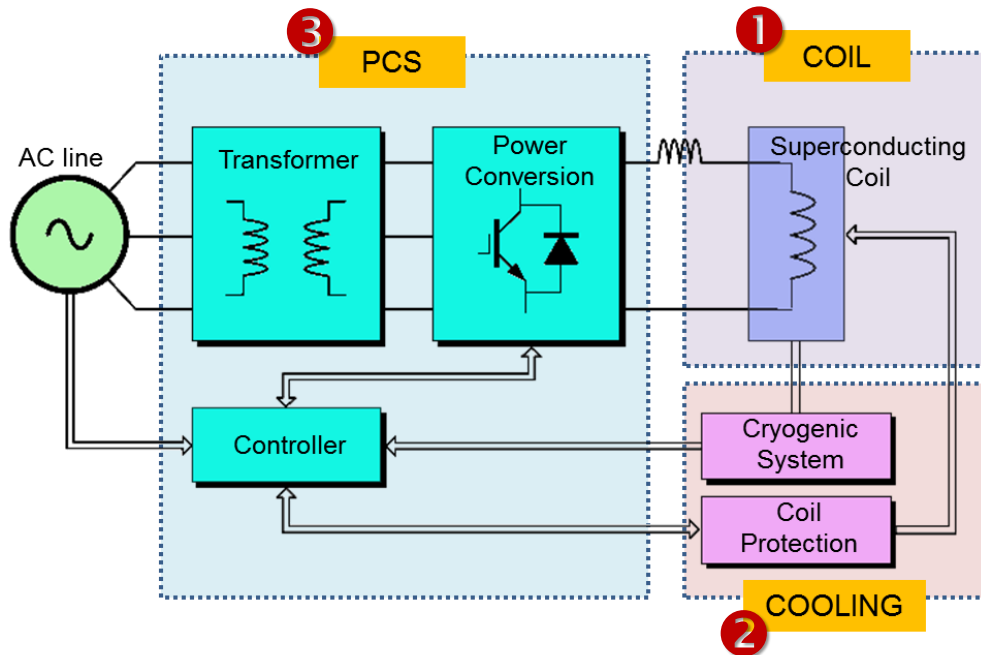 3
PCS
1
COIL
AC line
Transformer
Power
Conversion
Superconducting
Coil
Controller
Cryogenic
System
Coil
Protection
COOLING
2